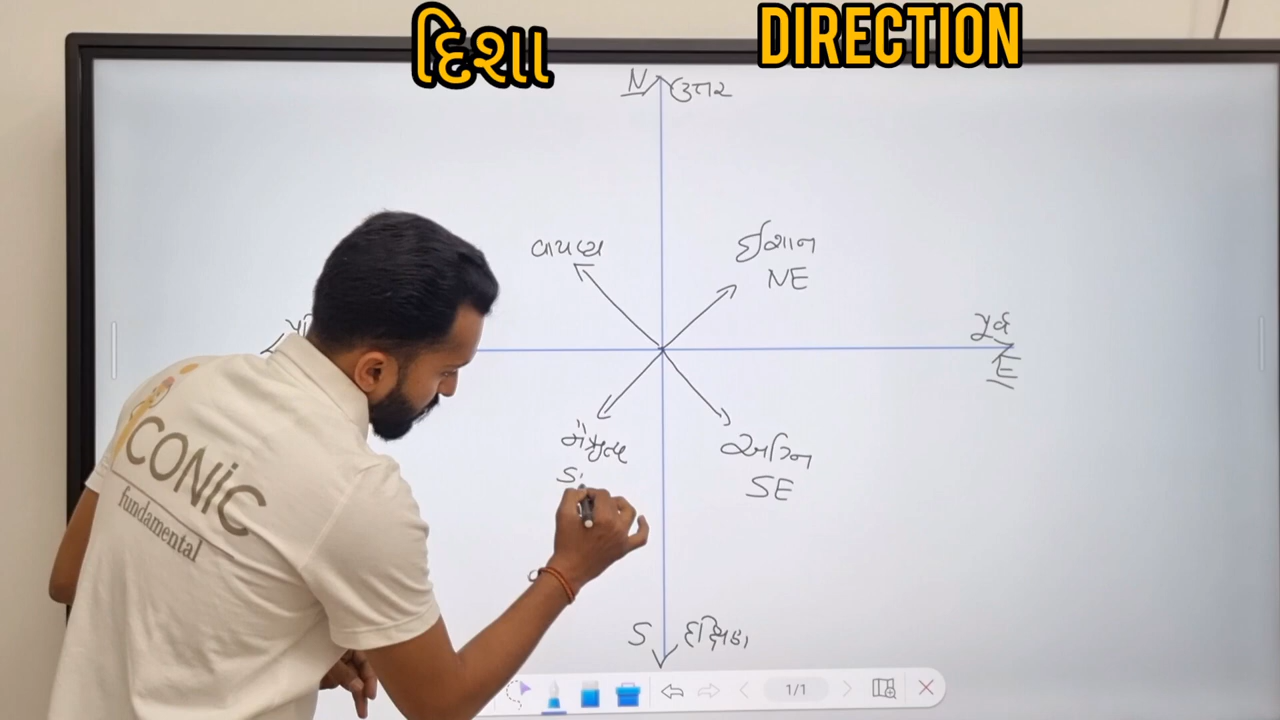 દિશા
DIRECTION
N ઉત્તર
વાયવ્ય
ઈશાન
NE
પૂર્વ
E
નૈઋત્ય
S
અગ્નિ
SE
S દક્ષિણ
CONiC
fundamental
1/1